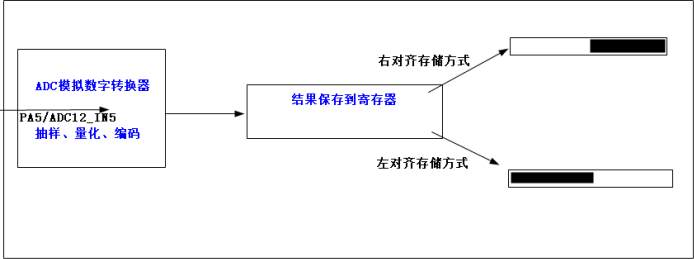 ADC模拟数字转换器
PA5/ADC12_IN5
抽样、量化、编码
结果保存到寄存器
右对齐存储方式
左对齐存储方式